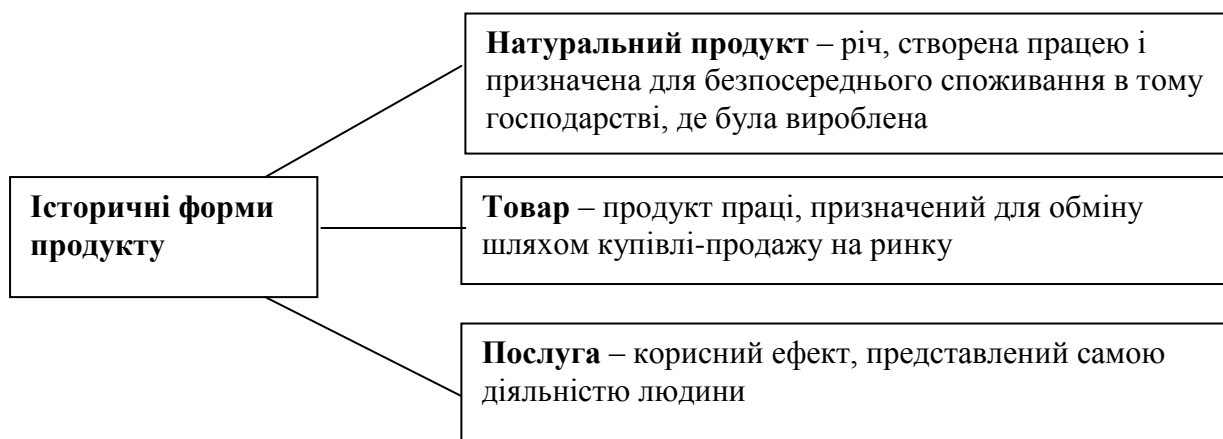 Натуральний продукт – річ, створена працею і
призначена для безпосереднього споживання в тому
господарстві, де була вироблена
Історичні форми
продукту
Товар – продукт праці, призначений для обміну
шляхом купівлі-продажу на ринку
Послуга – корисний ефект, представлений самою
діяльністю людини